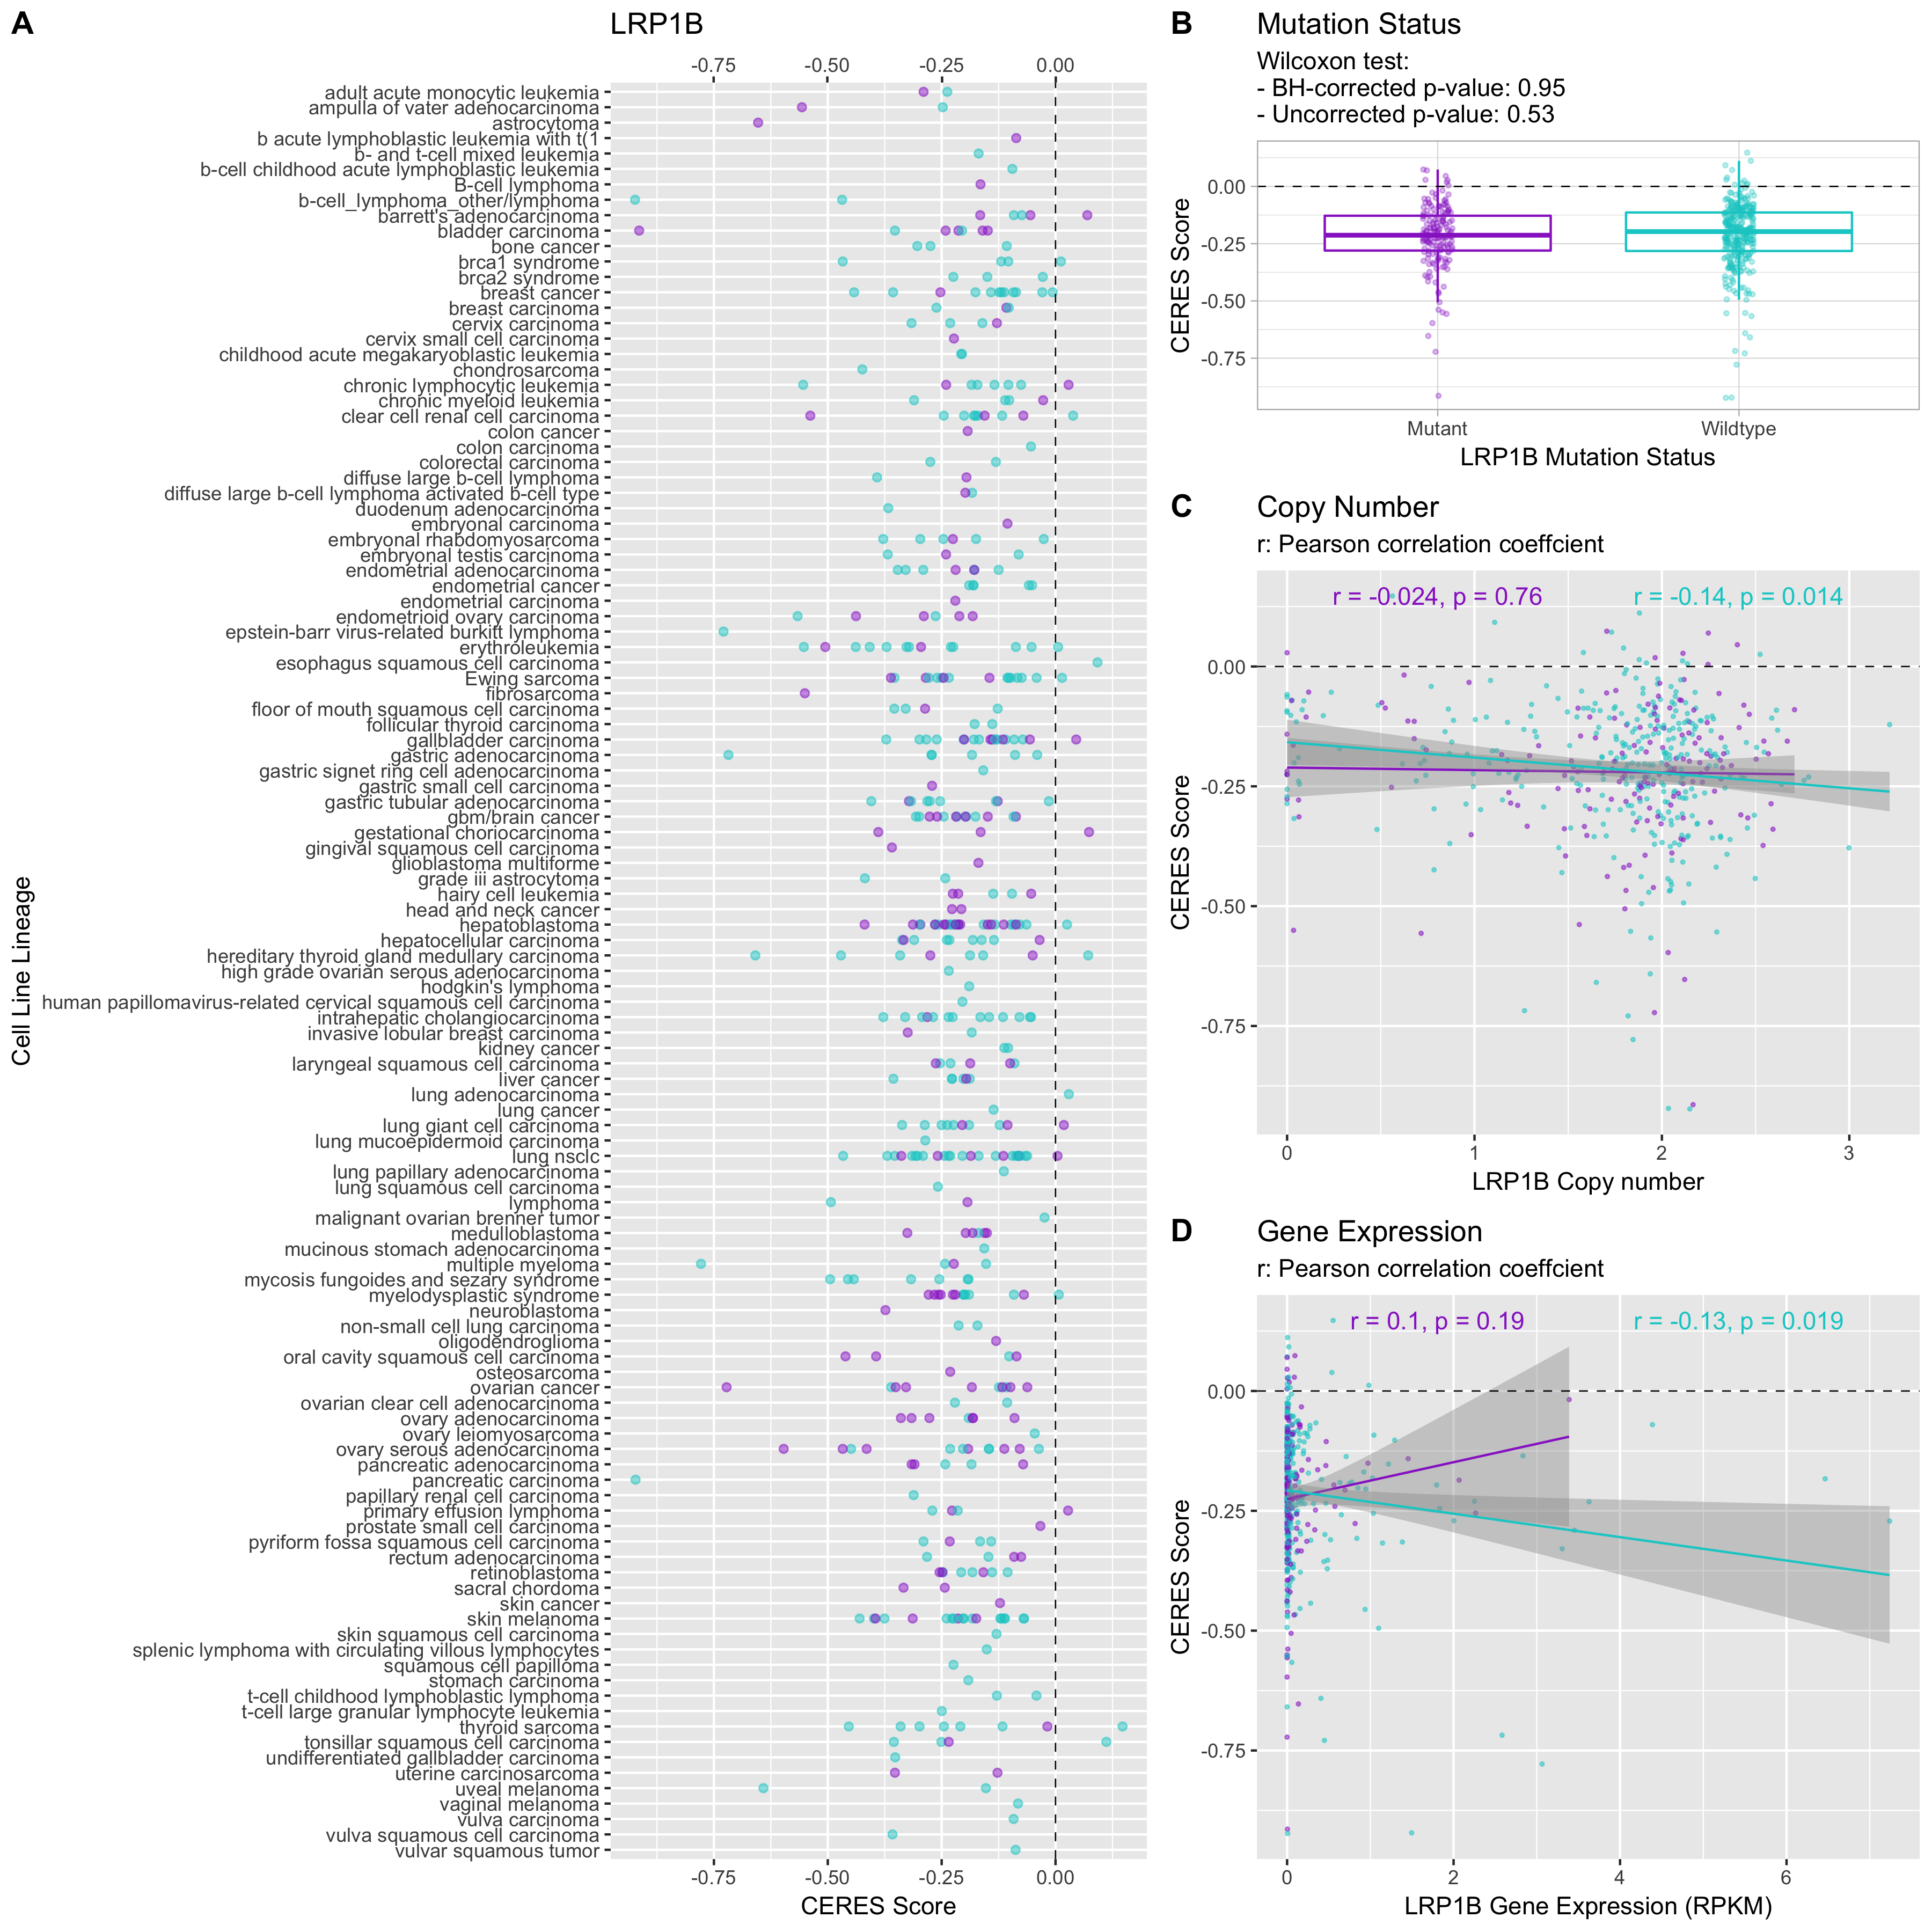 A
LRP1B
-0.75 -0.50 -0.25 0.00
Cell Line Lineage
adult acute monocytic leukemia
ampulla of vater adenocarcinoma
astrocytoma
b acute lymphoblastic leukemia with t(1
b- and t-cell mixed leukemia
b-cell childhood acute lymphoblastic leukemia
B-cell lymphoma
b-cell_lymphoma_other/lymphoma
barrett's adenocarcinoma
bladder carcinoma
bone cancer
brca1 syndrome
brca2 syndrome
breast cancer
breast carcinoma
cervix carcinoma
cervix small cell carcinoma
childhood acute megakaryoblastic leukemia
chondrosarcoma
chronic lymphocytic leukemia
chronic myeloid leukemia
clear cell renal cell carcinoma
colon cancer
colon carcinoma
colorectal carcinoma
diffuse large b-cell lymphoma
diffuse large b-cell lymphoma activated b-cell type
duodenum adenocarcinoma
embryonal carcinoma
embryonal rhabdomyosarcoma
embryonal testis carcinoma
endometrial adenocarcinoma
endometrial cancer
endometrial carcinoma
endometrioid ovary carcinoma
epstein-barr virus-related burkitt lymphoma
erythroleukemia
esophagus squamous cell carcinoma
Ewing sarcoma
fibrosarcoma
floor of mouth squamous cell carcinoma
follicular thyroid carcinoma
gallbladder carcinoma
gastric adenocarcinoma
gastric signet ring cell adenocarcinoma
gastric small cell carcinoma
gastric tubular adenocarcinoma
gbm/brain cancer
gestational choriocarcinoma
gingival squamous cell carcinoma
glioblastoma multiforme
grade iii astrocytoma
hairy cell leukemia
head and neck cancer
hepatoblastoma
hepatocellular carcinoma
hereditary thyroid gland medullary carcinoma
high grade ovarian serous adenocarcinoma
hodgkin's lymphoma
human papillomavirus-related cervical squamous cell carcinoma
intrahepatic cholangiocarcinoma
invasive lobular breast carcinoma
kidney cancer
laryngeal squamous cell carcinoma
liver cancer
lung adenocarcinoma
lung cancer
lung giant cell carcinoma
lung mucoepidermoid carcinoma
lung nsclc
lung papillary adenocarcinoma
lung squamous cell carcinoma
lymphoma
malignant ovarian brenner tumor
medulloblastoma
mucinous stomach adenocarcinoma
multiple myeloma
mycosis fungoides and sezary syndrome
myelodysplastic syndrome
neuroblastoma
non-small cell lung carcinoma
oligodendroglioma
oral cavity squamous cell carcinoma
osteosarcoma
ovarian cancer
ovarian clear cell adenocarcinoma
ovary adenocarcinoma
ovary leiomyosarcoma
ovary serous adenocarcinoma
pancreatic adenocarcinoma
pancreatic carcinoma
papillary renal cell carcinoma
primary effusion lymphoma
prostate small cell carcinoma
pyriform fossa squamous cell carcinoma
rectum adenocarcinoma
retinoblastoma
sacral chordoma
skin cancer
skin melanoma
skin squamous cell carcinoma
splenic lymphoma with circulating villous lymphocytes
squamous cell papilloma
stomach carcinoma
t-cell childhood lymphoblastic lymphoma
t-cell large granular lymphocyte leukemia
thyroid sarcoma
tonsillar squamous cell carcinoma
undifferentiated gallbladder carcinoma
uterine carcinosarcoma
uveal melanoma
vaginal melanoma
vulva carcinoma
vulva squamous cell carcinoma
vulvar squamous tumor
-0.75 -0.50 -0.25 0.00
CERES Score
B
Mutation Status
Wilcoxon test:
- BH-corrected p-value: 0.95
- Uncorrected p-value: 0.53
CERES Score
0.00
-0.25
-0.50
-0.75
Mutant Wildtype
LRP1B Mutation Status
C
Copy Number
r: Pearson correlation coeffcient
r = -0.024, p = 0.76 r = -0.14, p = 0.014
CERES Score
0.00
-0.25
-0.50
-0.75
0 1 2 3
LRP1B Copy number
D
Gene Expression
r: Pearson correlation coeffcient
r = 0.1, p = 0.19 r = -0.13, p = 0.019
CERES Score
0.00
-0.25
-0.50
-0.75
0 2 4 6
LRP1B Gene Expression (RPKM)